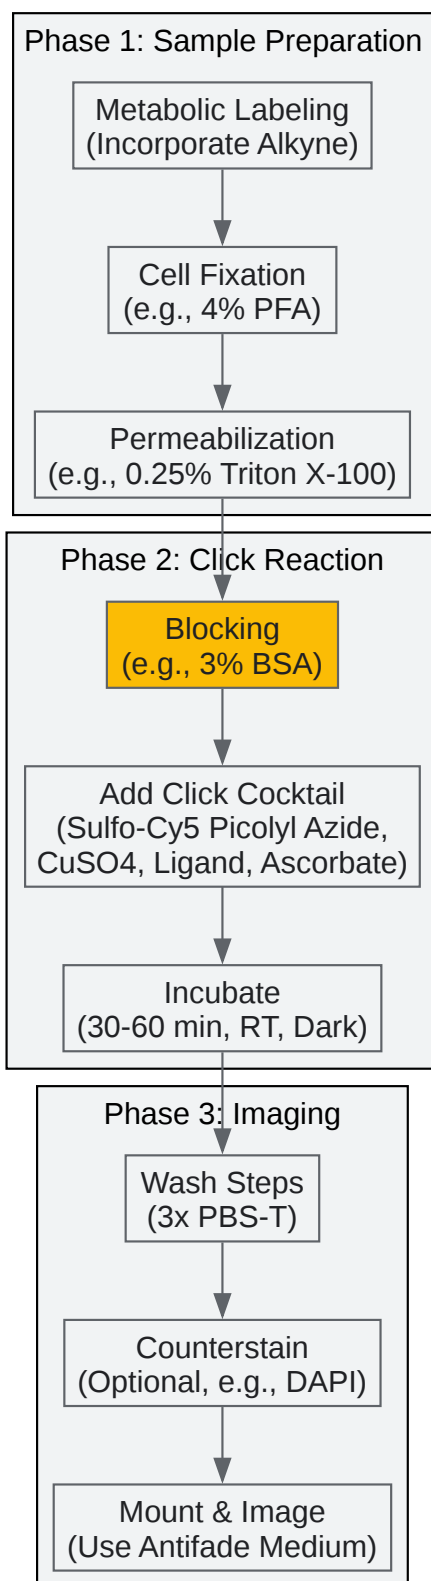 Phase 1: Sample Preparation
Metabolic Labeling
(Incorporate Alkyne)
Cell Fixation
(e.g., 4% PFA)
Permeabilization
(e.g., 0.25% Triton X-100)
Phase 2: Click Reaction
Blocking
(e.g., 3% BSA)
Add Click Cocktail
(Sulfo-Cy5 Picolyl Azide,
CuSO4, Ligand, Ascorbate)
Incubate
(30-60 min, RT, Dark)
Phase 3: Imaging
Wash Steps
(3x PBS-T)
Counterstain
(Optional, e.g., DAPI)
Mount & Image
(Use Antifade Medium)